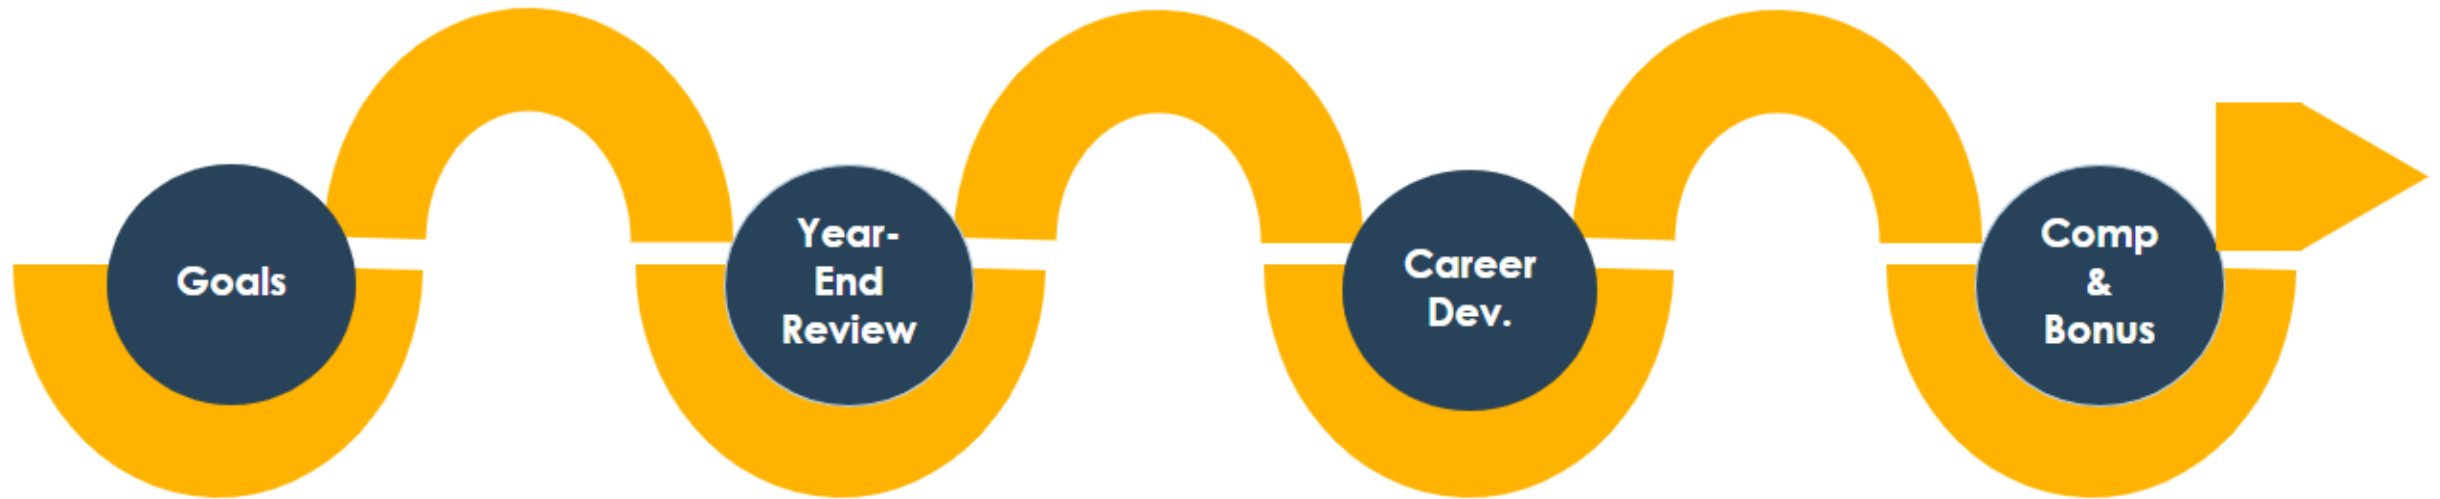 Goals
Year-
End
Review
Career
Dev.
Comp
&
Bonus